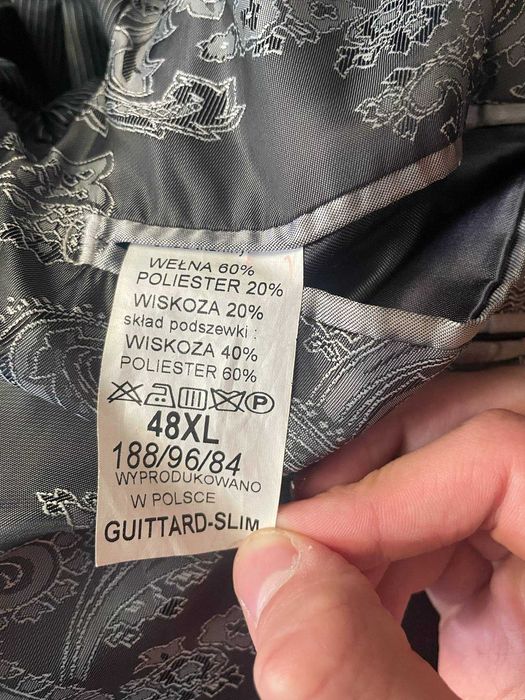 WEŁNA 60%
POLIESTER 20%
WISKOZA 20%
skład podszewki :
WISKOZA 40%
POLIESTER 60%
P
48XL
188/96/84
WYPRODUKOWANO
W POLSCE
GUITTARD-SLIM